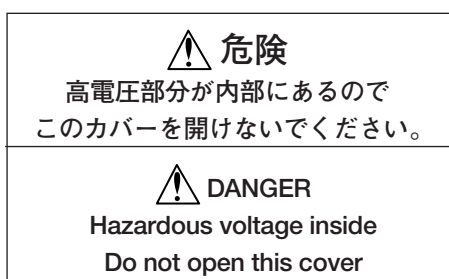 危険
高電圧部分が内部にあるので
このカバーを開けないでください。
DANGER
Hazardous voltage inside
Do not open this cover